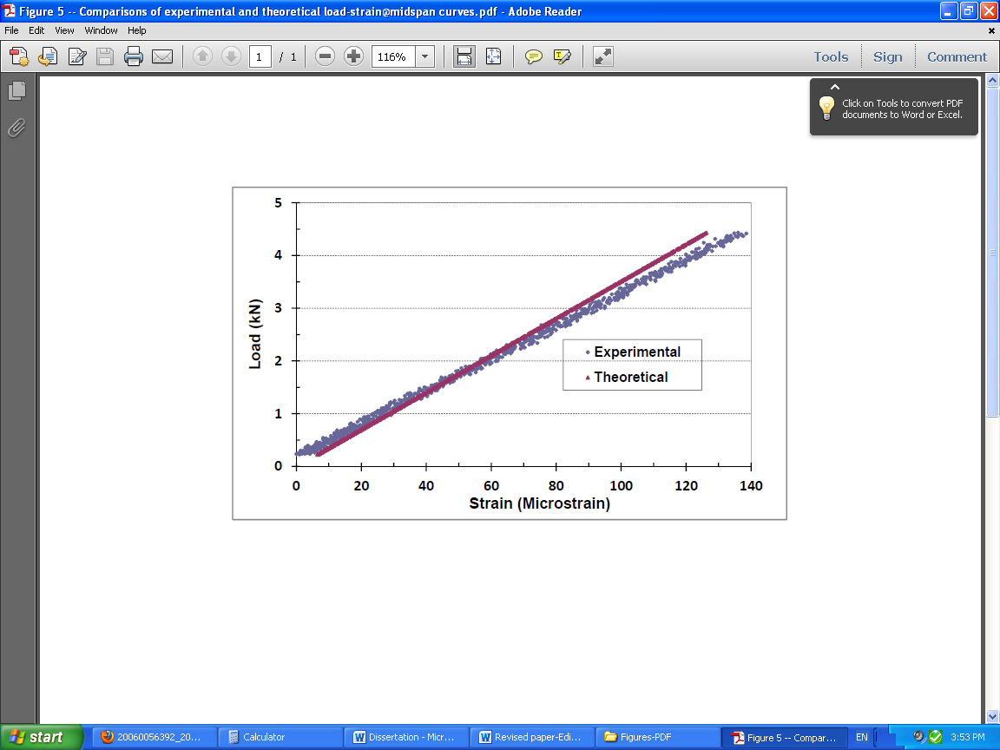 Figure 5 -- Comparisons of experimental and theoretical load-strain@midspan curves.pdf - Adobe Reader
File Edit View Window Help
1 / 1 116% Tools Sign Comment
Click on Tools to convert PDF
documents to Word or Excel.
5
4
3
2
1
0
Load (kN)
Experimental
Theoretical
0 20 40 60 80 100 120 140
Strain (Microstrain)
start 20060056392_20... Calculator Dissertation - Micr... Revised paper-Edi... Figures-PDF Figure 5 -- Compar... EN 3:53 PM